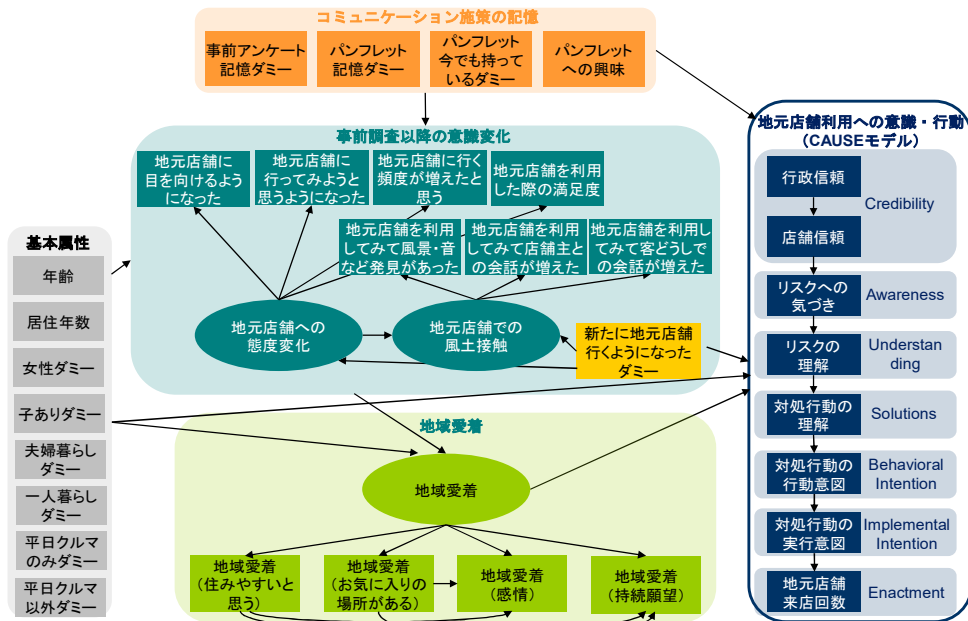 コミュニケーション施策の記憶
事前アンケート
記憶ダミー
パンフレット
記憶ダミー
パンフレット
今でも持って
いるダミー
パンフレット
への興味
事前調査以降の意識変化
地元店舗に
目を向けるよう
になった
地元店舗に
行ってみようと
思うようになった
地元店舗に行く
頻度が増えたと
思う
地元店舗を利用
した際の満足度
地元店舗を利用
してみて風景・音
など発見があった
地元店舗を利用
してみて店舗主と
の会話が増えた
地元店舗を利用し
てみて客どうしで
の会話が増えた
地元店舗への
態度変化
地元店舗での
風土接触
新たに地元店舗
行くようになった
ダミー
基本属性
年齢
居住年数
女性ダミー
子ありダミー
夫婦暮らし
ダミー
一人暮らし
ダミー
平日クルマ
のみダミー
平日クルマ
以外ダミー
地域愛着
地域愛着
地域愛着
（住みやすいと
思う）
地域愛着
（お気に入りの
場所がある）
地域愛着
（感情）
地域愛着
（持続願望）
地元店舗利用への意識・行動
（CAUSEモデル）
行政信頼
店舗信頼
Credibility
リスクへの
気づき
Awareness
リスクの
理解
Understan
ding
対処行動の
理解
Solutions
対処行動の
行動意図
Behavioral
Intention
対処行動の
実行意図
Implemental
Intention
地元店舗
来店回数
Enactment